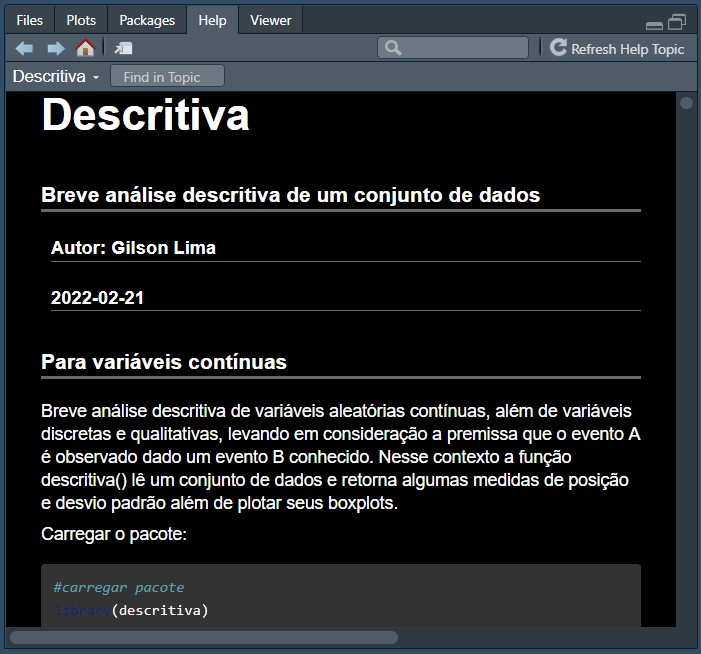 Files Plots Packages Help Viewer
Refresh Help Topic
Descritiva Find in Topic
Descritiva
Breve análise descritiva de um conjunto de dados
Autor: Gilson Lima
2022-02-21
Para variáveis contínuas
Breve análise descritiva de variáveis aleatórias contínuas, além de variáveis
discretas e qualitativas, levando em consideração a premissa que o evento A
é observado dado um evento B conhecido. Nesse contexto a função
descritiva() lê um conjunto de dados e retorna algumas medidas de posição
e desvio padrão além de plotar seus boxplots.
Carregar o pacote:
#carregar pacote
library(descritiva)